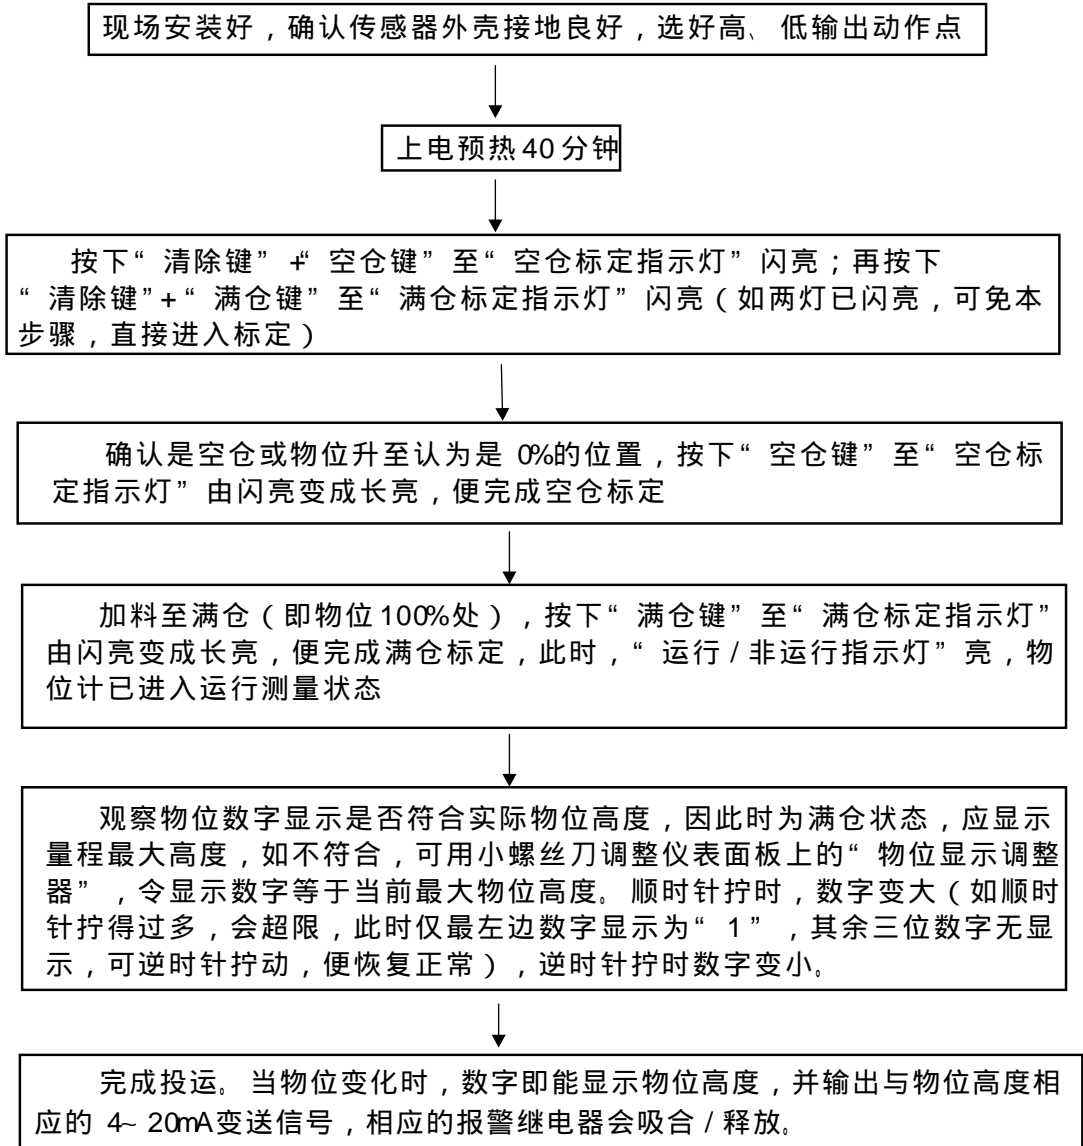 现场安装好，确认传感器外壳接地良好，选好高、低输出动作点
上电预热40分钟
按下“清除键”+“空仓键”至“空仓标定指示灯”闪亮；再按下
“清除键”+“满仓键”至“满仓标定指示灯”闪亮（如两灯已闪亮，可免本
步骤，直接进入标定）
确认是空仓或物位升至认为是 0%的位置，按下“空仓键”至“空仓标
定指示灯”由闪亮变成长亮，便完成空仓标定
加料至满仓（即物位100%处），按下“满仓键”至“满仓标定指示灯”
由闪亮变成长亮，便完成满仓标定，此时，“运行/非运行指示灯”亮，物
位计已进入运行测量状态
观察物位数字显示是否符合实际物位高度，因此时为满仓状态，应显示
量程最大高度，如不符合，可用小螺丝刀调整仪表面板上的“物位显示调整
器”，令显示数字等于当前最大物位高度。顺时针拧时，数字变大（如顺时
针拧得过多，会超限，此时仅最左边数字显示为“1”，其余三位数字无显
示，可逆时针拧动，便恢复正常），逆时针拧时数字变小。
完成投运。当物位变化时，数字即能显示物位高度，并输出与物位高度相
应的 4~20mA变送信号，相应的报警继电器会吸合/释放。